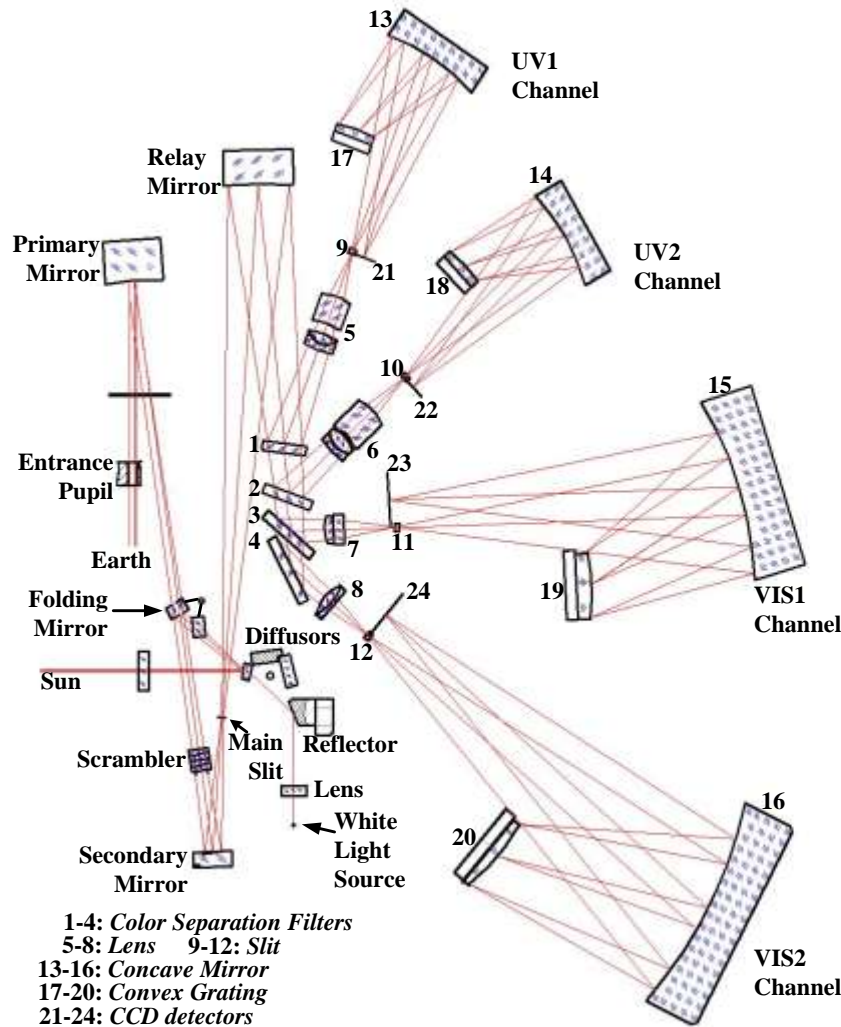 13
UV1
Channel
17
Relay
Mirror
14
Primary
Mirror
9
21
UV2
Channel
18
5
10
22
15
1
6
23
Entrance
Pupil
2
3
4
7
11
Earth
Folding
Mirror
8
24
19
VIS1
Channel
12
Diffusors
Sun
Main
Slit
Reflector
Scrambler
Lens
16
White
Light
Source
20
Secondary
Mirror
VIS2
Channel
1-4: Color Separation Filters
5-8: Lens 9-12: Slit
13-16: Concave Mirror
17-20: Convex Grating
21-24: CCD detectors